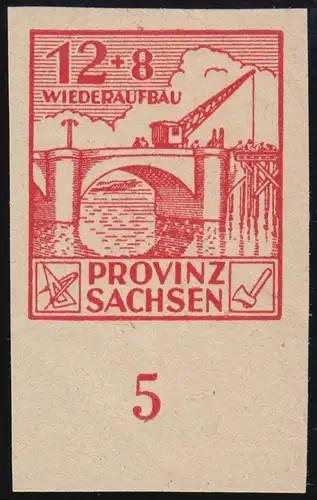 12+8
WIEDERAUFBAU
PROVINZ
SACHSEN
5